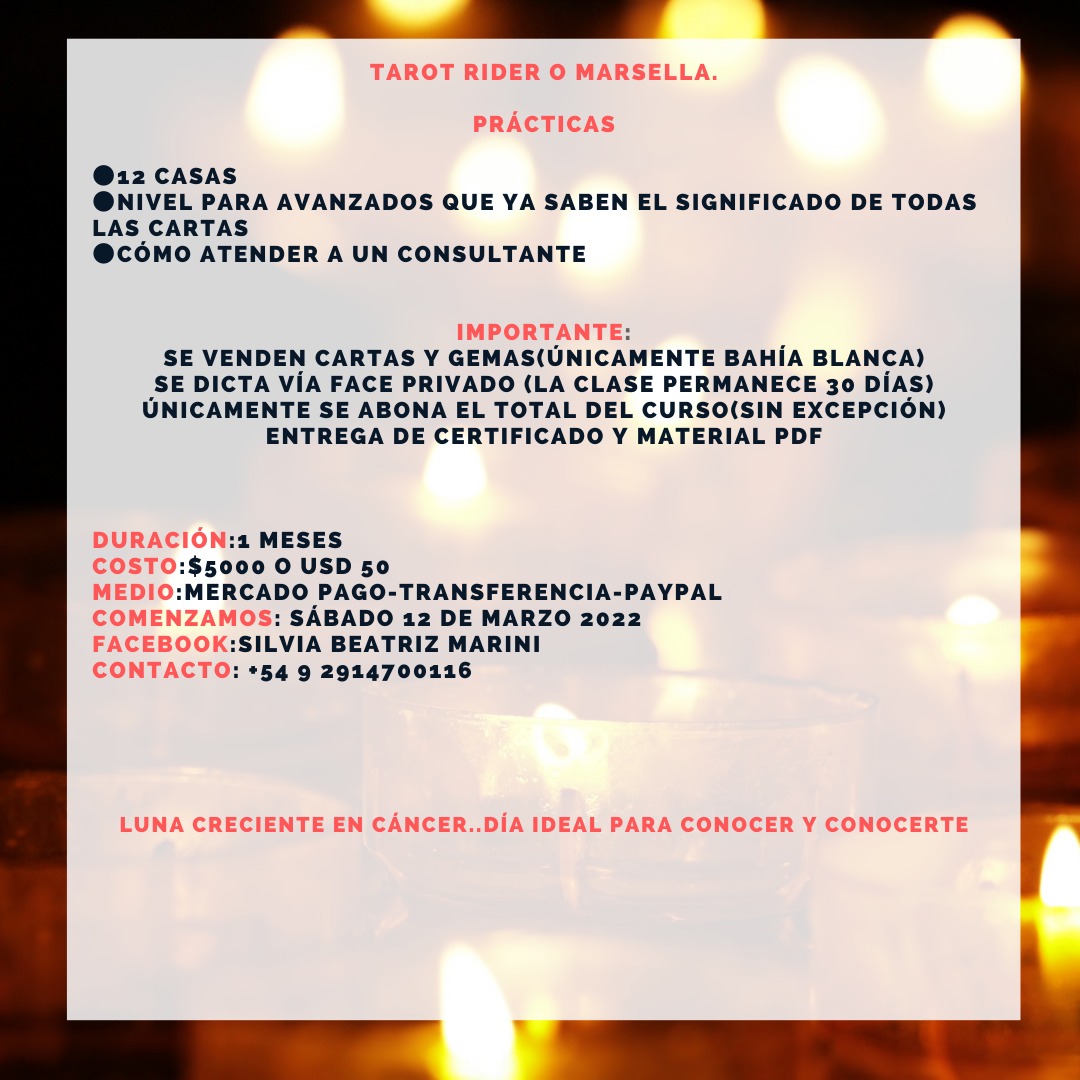 TAROT RIDER O MARSELLA.
PRÁCTICAS
●12 CASAS
●NIVEL PARA AVANZADOS QUE YA SABEN EL SIGNIFICADO DE TODAS
LAS CARTAS
●CÓMO ATENDER A UN CONSULTANTE
IMPORTANTE:
SE VENDEN CARTAS Y GEMAS(ÚNICAMENTE BAHÍA BLANCA)
SE DICTA VÍA FACE PRIVADO (LA CLASE PERMANECE 30 DÍAS)
ÚNICAMENTE SE ABONA EL TOTAL DEL CURSO(SIN EXCEPCIÓN)
ENTREGA DE CERTIFICADO Y MATERIAL PDF
DURACIÓN:1 MESES
COSTO:$5000 O USD 50
MEDIO:MERCADO PAGO-TRANSFERENCIA-PAYPAL
COMENZAMOS: SÁBADO 12 DE MARZO 2022
FACEBOOK:SILVIA BEATRIZ MARINI
CONTACTO: +54 9 2914700116
LUNA CRECIENTE EN CÁNCER..DÍA IDEAL PARA CONOCER Y CONOCERTE